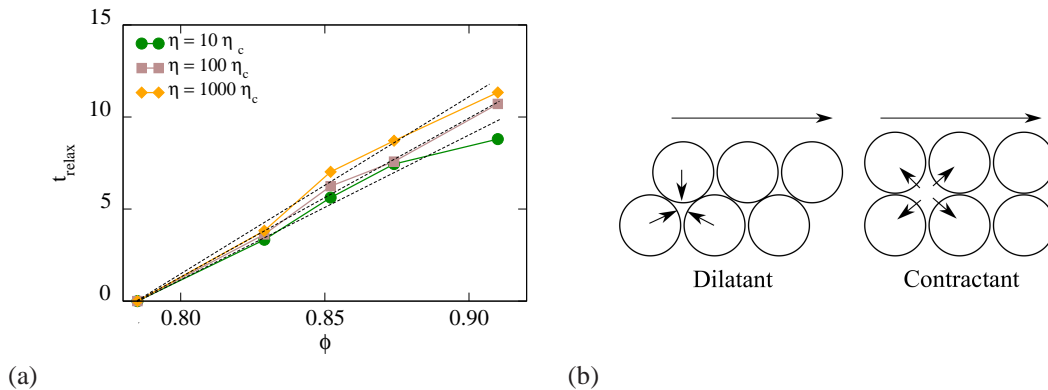 15
10
5
0
t_relax
η = 10 η_c
η = 100 η_c
η = 1000 η_c
0.80 0.85 0.90
ϕ
(a)
Dilatant Contractant
(b)